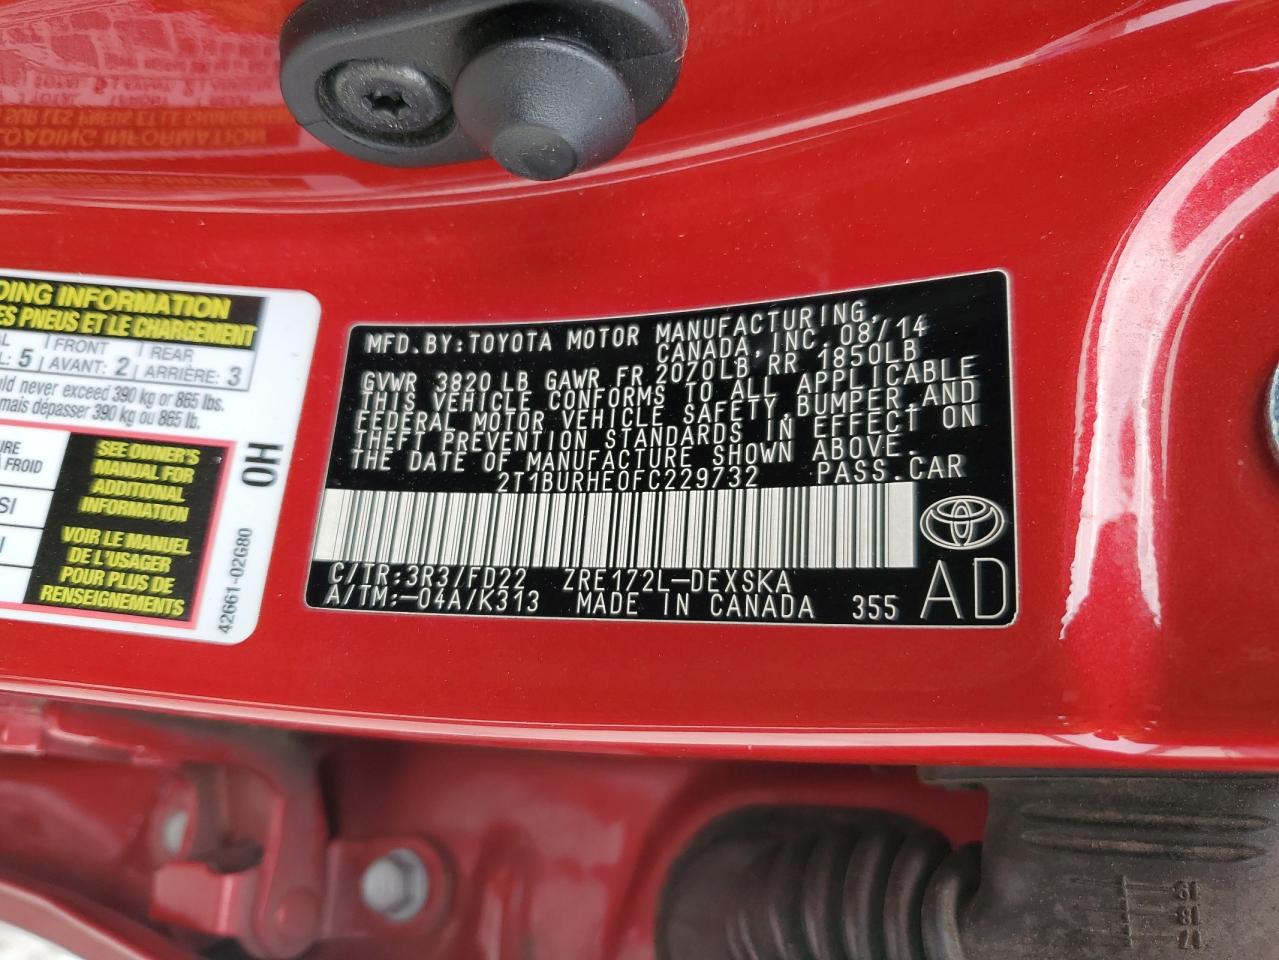 DING INFORMATION
ES PNEUS ET LE CHARGEMENT
FRONT REAR
5 AVANT: 2 ARRIÈRE: 3
never exceed 390 kg or 865 lbs.
mais dépasser 390 kg ou 865 lb.
FROID
SI
SEE OWNER'S
MANUAL FOR
ADDITIONAL
INFORMATION
VOIR LE MANUEL
DE L'USAGER
POUR PLUS DE
RENSEIGNEMENTS
0H
42661-02G80
MFD.BY:TOYOTA MOTOR MANUFACTURING,
CANADA, INC. 08/14
GVWR 3820 LB GAWR FR 2070LB, RR 1850LB
THIS VEHICLE CONFORMS TO ALL APPLICABLE
FEDERAL MOTOR VEHICLE SAFETY, BUMPER, AND
THEFT PREVENTION STANDARDS IN EFFECT ON
THE DATE OF MANUFACTURE SHOWN ABOVE.
2T1BURHE0FC229732 PASS.CAR
C/TR:3R3/FD22 ZRE172L-DEXSKA
A/TM:-04A/K313 MADE IN CANADA 355 AD
LOADING INFORMATION